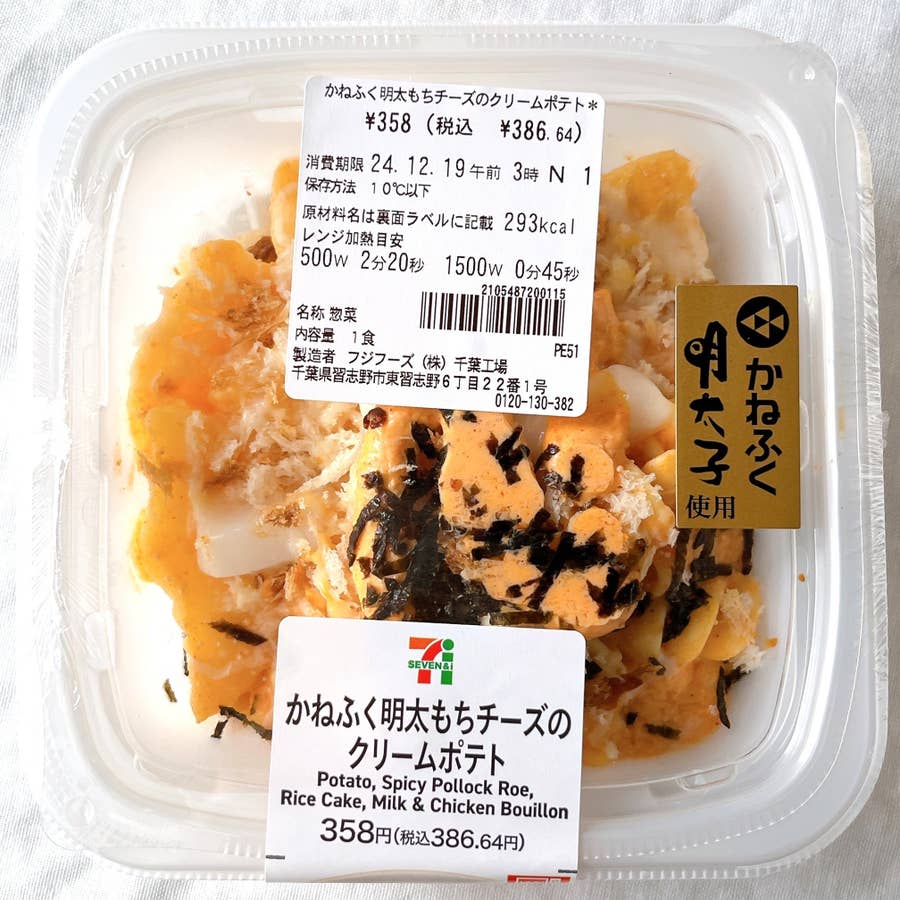 かねふく明太もちチーズのクリームポテト*
¥358 (税込 ¥386.64)
消費期限 24.12.19午前 3時 N 1
保存方法 10℃以下
原材料名は裏面ラベルに記載 293kcal
レンジ加熱目安
500W 2分20秒 1500W 0分45秒
2105487200115
名称 惣菜
内容量 1食
PE51
製造者 フジフーズ(株)千葉工場
千葉県習志野市東習志野6丁目22番1号
0120-130-382
かねふく
明太子
使用
SEVEN&i
かねふく明太もちチーズの
クリームポテト
Potato, Spicy Pollock Roe,
Rice Cake, Milk & Chicken Bouillon
358円(税込386.64円)